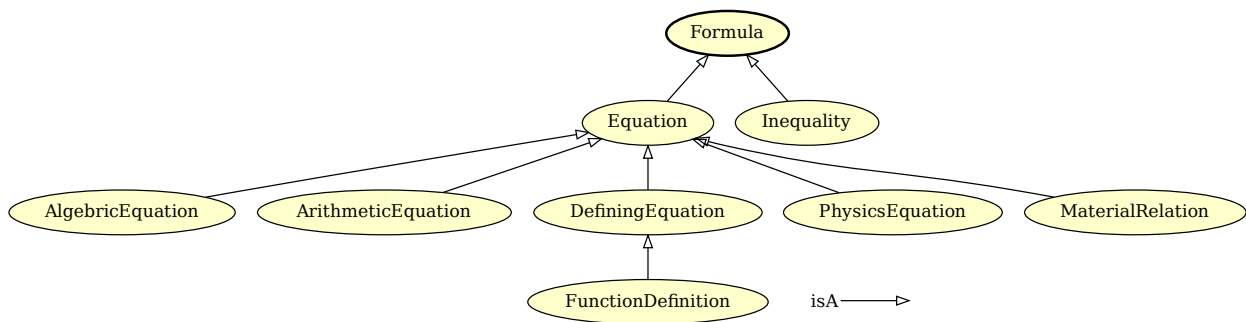 Formula
Equation
Inequality
AlgebricEquation
ArithmeticEquation
DefiningEquation
PhysicsEquation
MaterialRelation
FunctionDefinition
isA